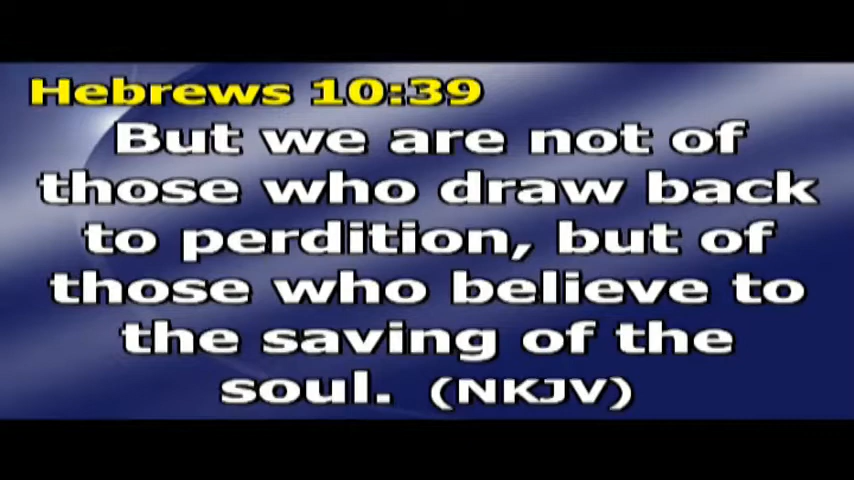 Hebrews 10:39
But we are not of
those who draw back
to perdition, but of
those who believe to
the saving of the
soul. (NKJV)